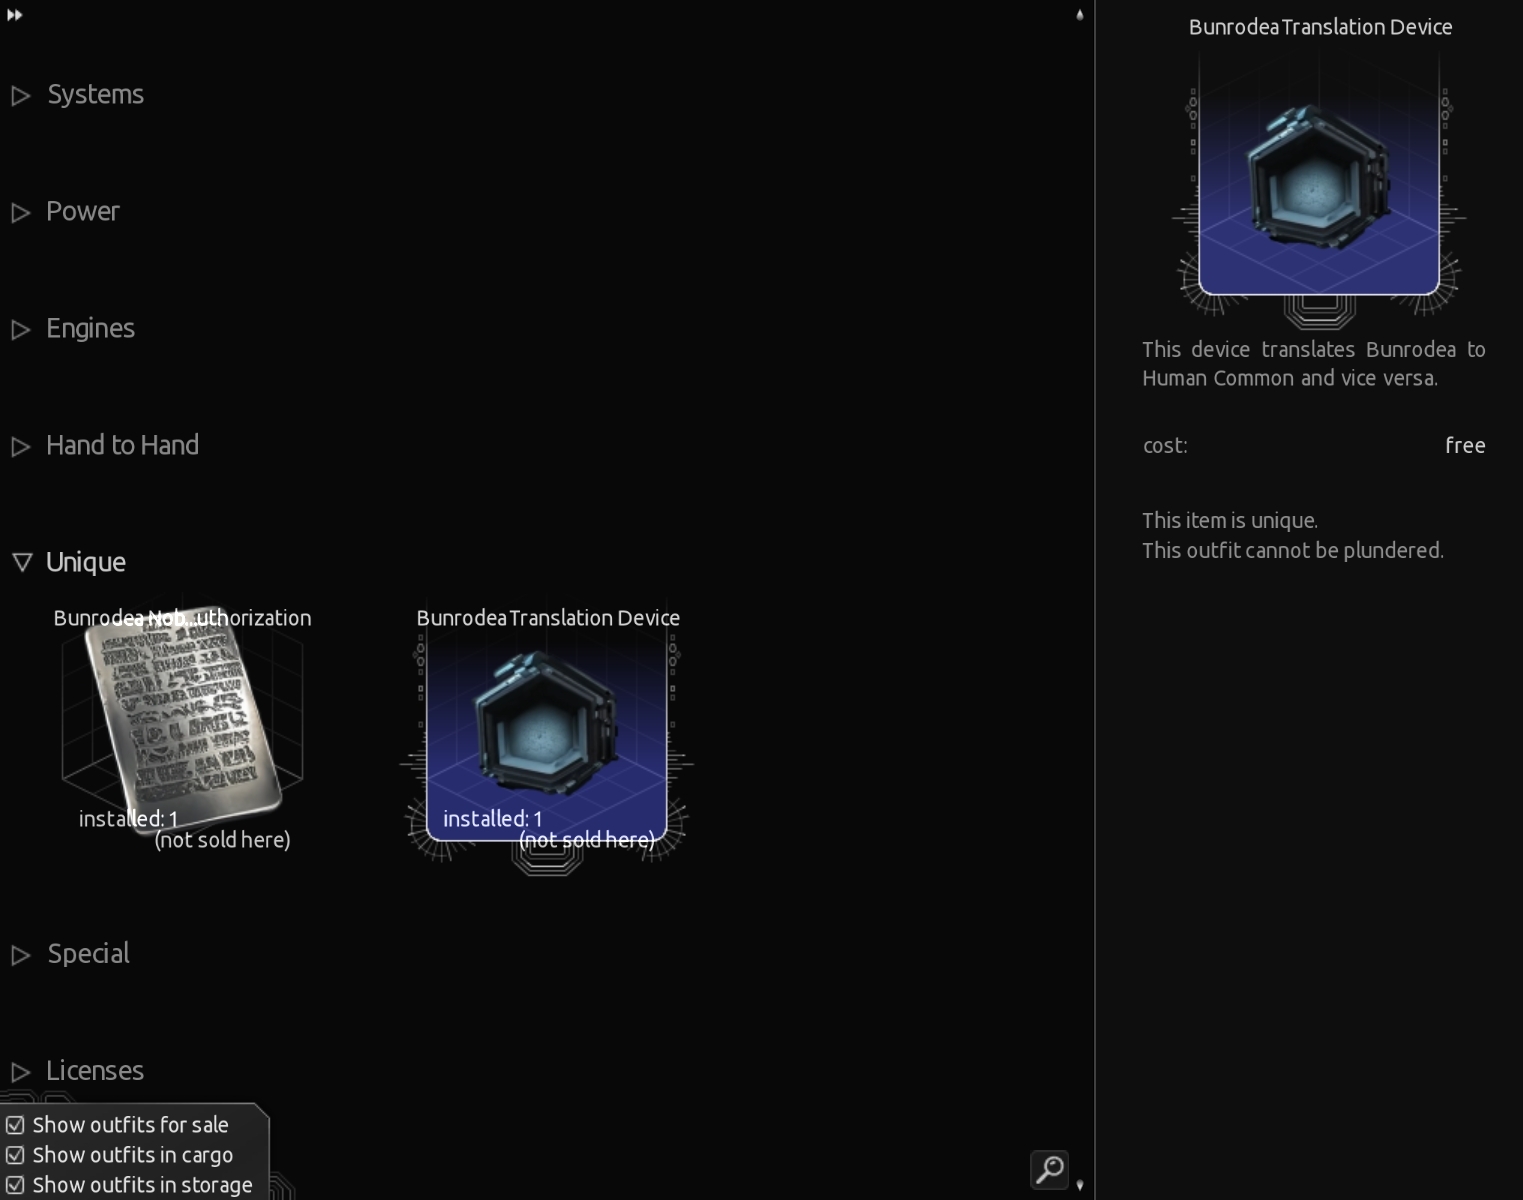 Systems
Power
Engines
Hand to Hand
Unique
Bunrodea Nob...uthorization
installed: 1
(not sold here)
Bunrodea Translation Device
installed: 1
(not sold here)
Special
Licenses
Show outfits for sale
Show outfits in cargo
Show outfits in storage
Bunrodea Translation Device
This device translates Bunrodea to
Human Common and vice versa.
cost: free
This item is unique.
This outfit cannot be plundered.